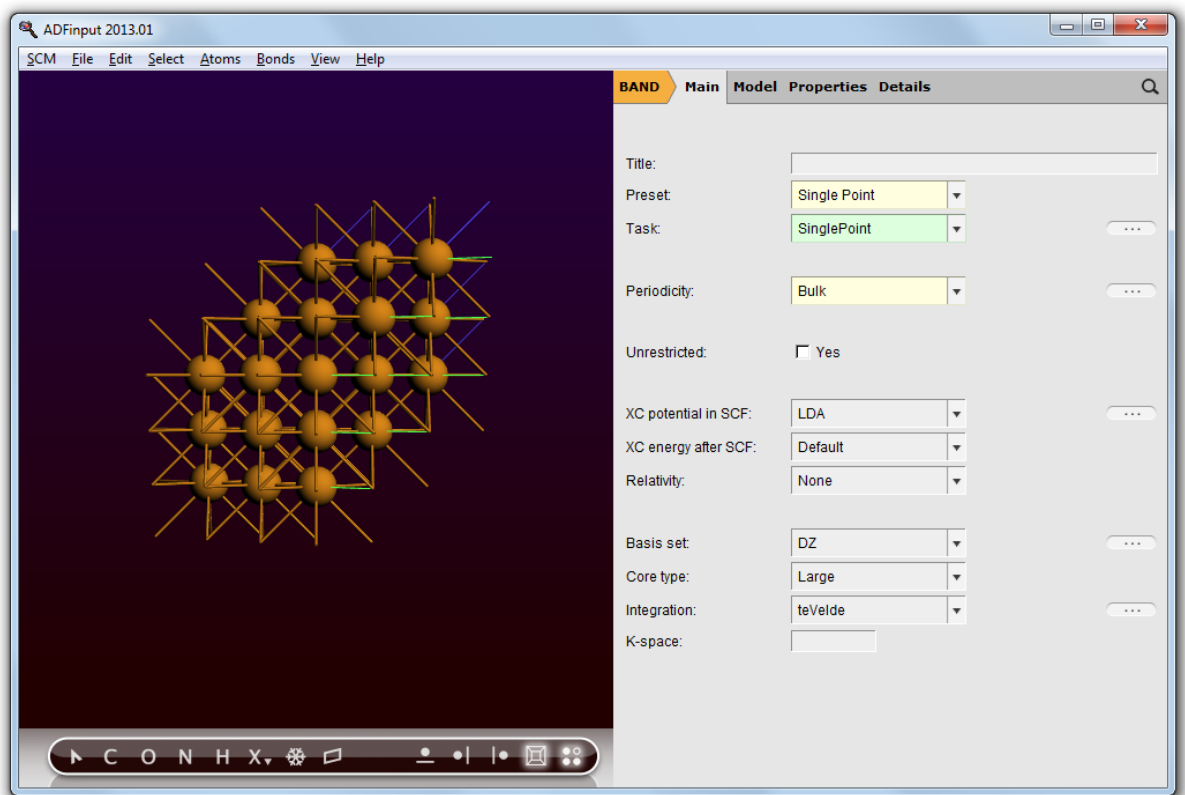 ADFinput 2013.01
SCM File Edit Select Atoms Bonds View Help
BAND Main Model Properties Details
Title:
Preset: Single Point
Task: SinglePoint
Periodicity: Bulk
Unrestricted: Yes
XC potential in SCF: LDA
XC energy after SCF: Default
Relativity: None
Basis set: DZ
Core type: Large
Integration: teVelde
K-space:
C O N H X